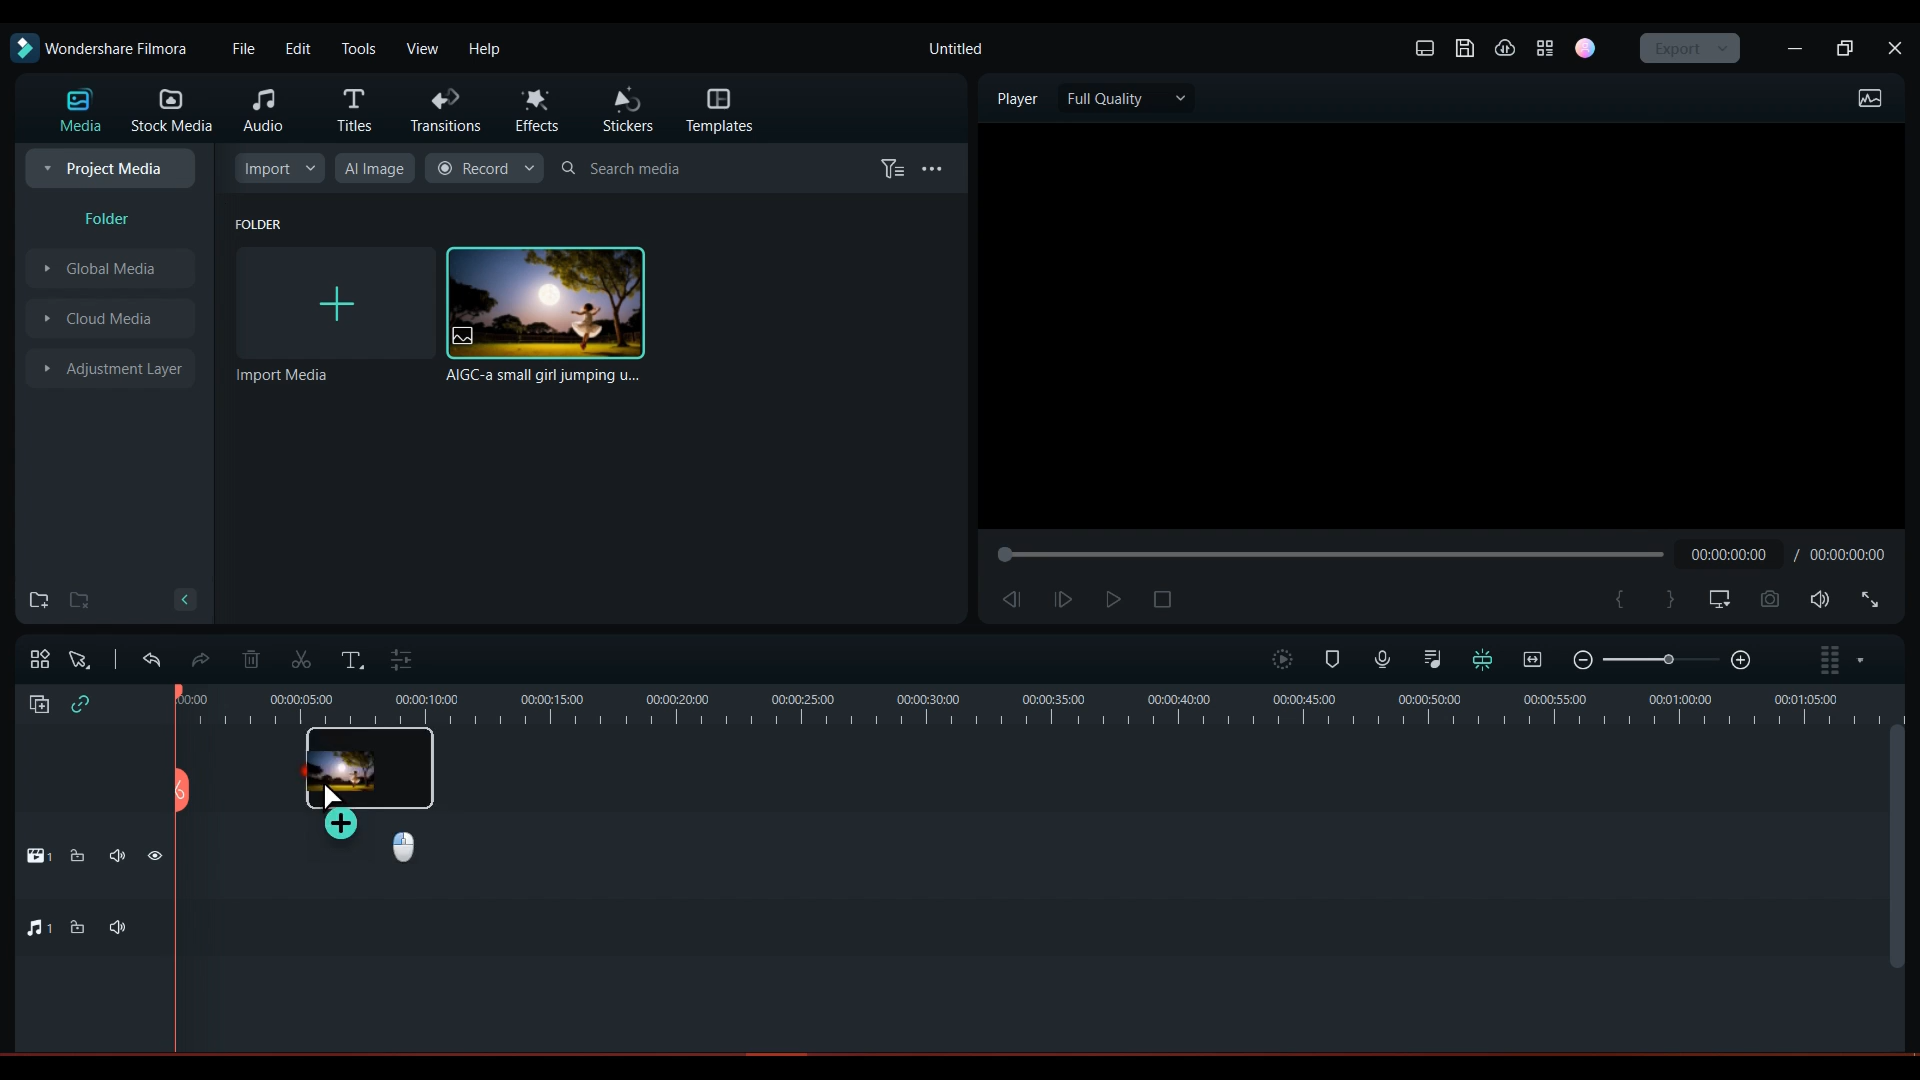 Wondershare Filmora File Edit Tools View Help Untitled Export
Media Stock Media Audio Titles Transitions Effects Stickers Templates
Player Full Quality
Project Media
Import AI Image Record Search media
Folder
FOLDER
Global Media
Cloud Media
Adjustment Layer
Import Media
AIGC-a small girl jumping u...
00:00:00:00 / 00:00:00:00
{ }
:00:00 00:00:05:00 00:00:10:00 00:00:15:00 00:00:20:00 00:00:25:00 00:00:30:00 00:00:35:00 00:00:40:00 00:00:45:00 00:00:50:00 00:00:55:00 00:01:00:00 00:01:05:00
1
1